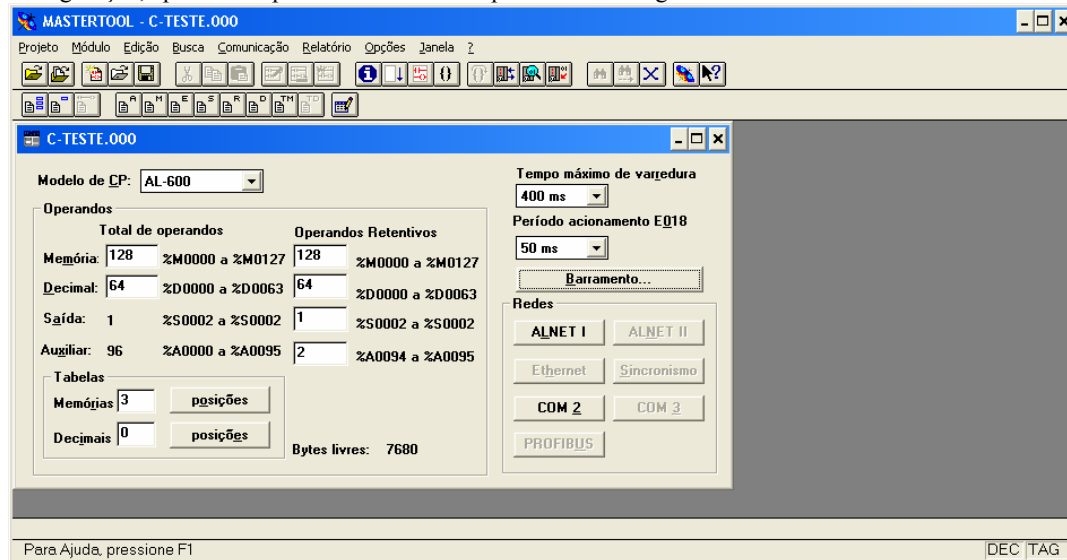 MASTERTOOL - C-TESTE.000
Projeto Módulo Edição Busca Comunicação Relatório Opções Janela ?
A M E S R D TM TD
C-TESTE.000
Modelo de CP: AL-600
Tempo máximo de varredura
400 ms
Operandos
Total de operandos Operandos Retentivos
Período acionamento E018
50 ms
Memória: 128 %M0000 a %M0127 128 %M0000 a %M0127
Barramento...
Decimal: 64 %D0000 a %D0063 64 %D0000 a %D0063
Redes
Saída: 1 %S0002 a %S0002 1 %S0002 a %S0002
ALNET I ALNET II
Auxiliar: 96 %A0000 a %A0095 2 %A0094 a %A0095
Ethernet Sincronismo
Tabelas
Memórias 3 posições
COM 2 COM 3
Decimais 0 posições
Bytes livres: 7680
PROFIBUS
Para Ajuda, pressione F1 DEC TAG